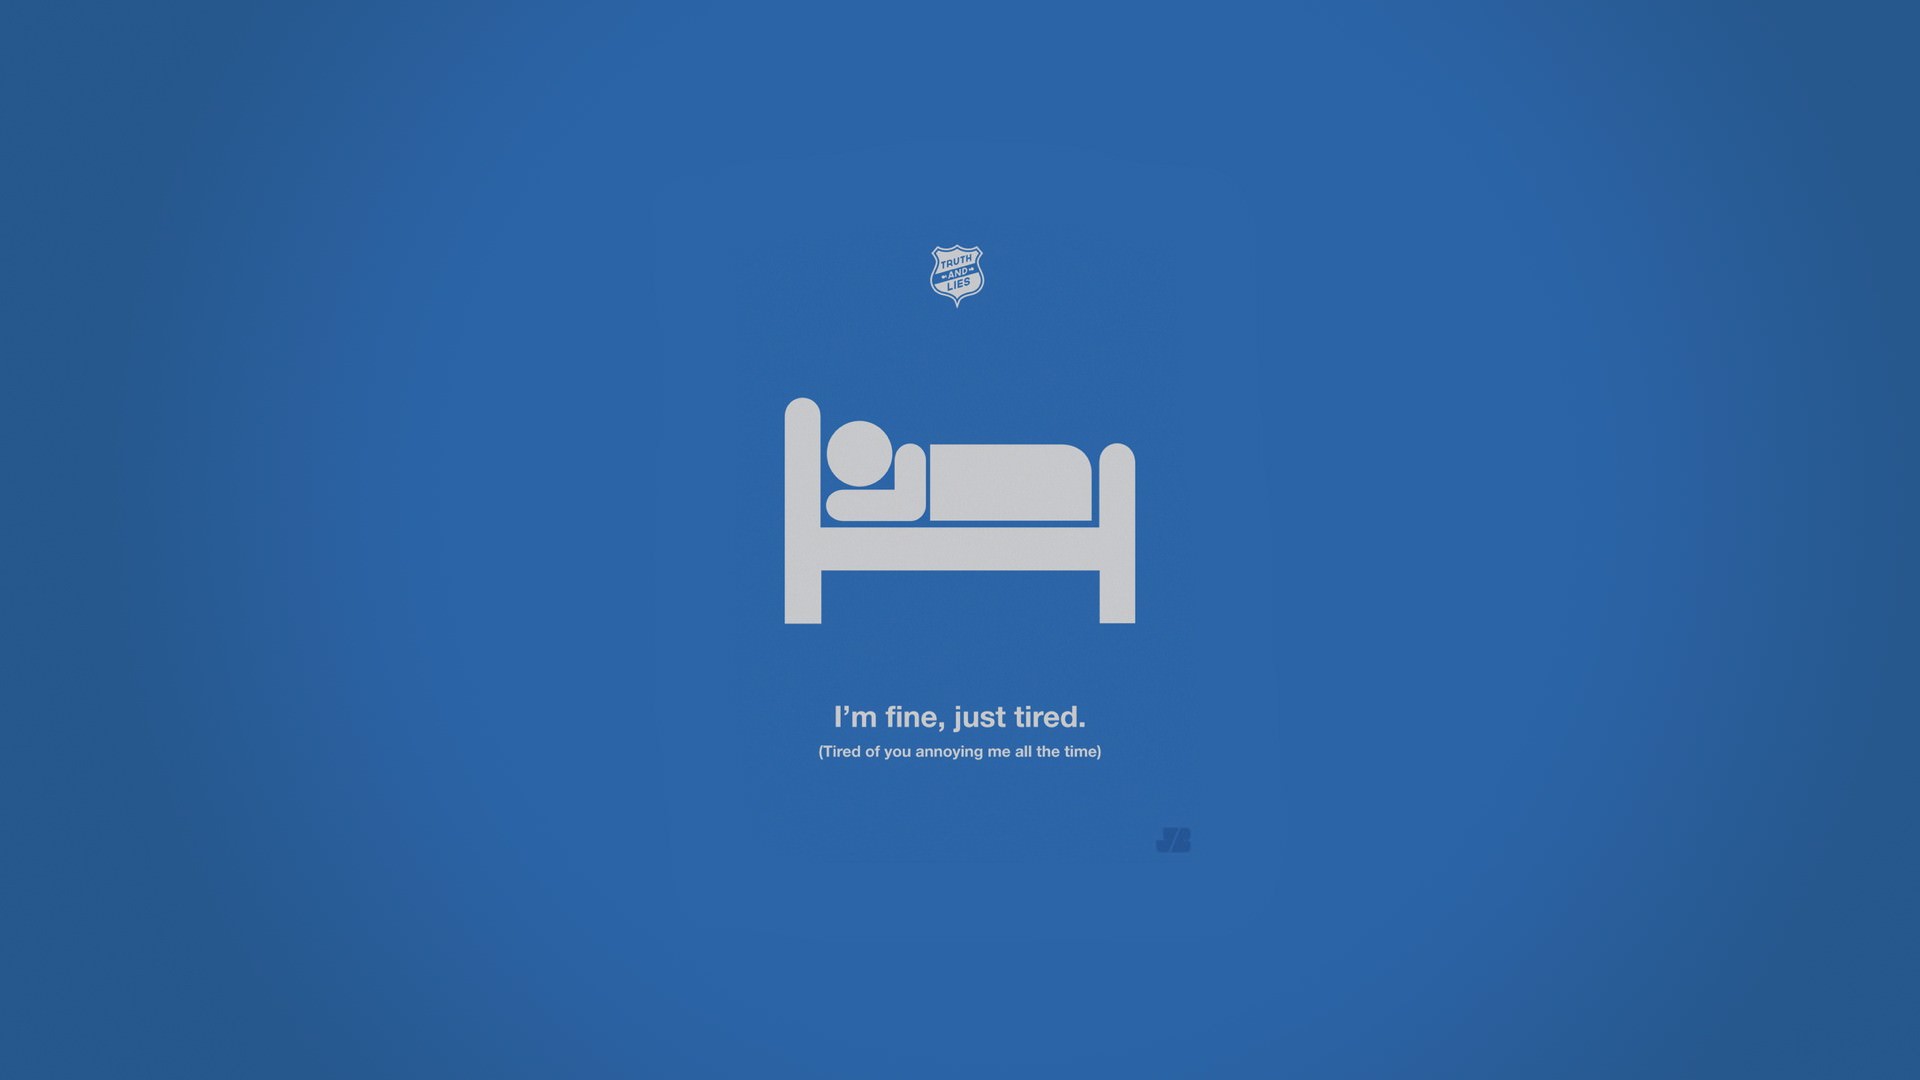 TRUTH
AND
LIES
I’m fine, just tired.
(Tired of you annoying me all the time)
JB